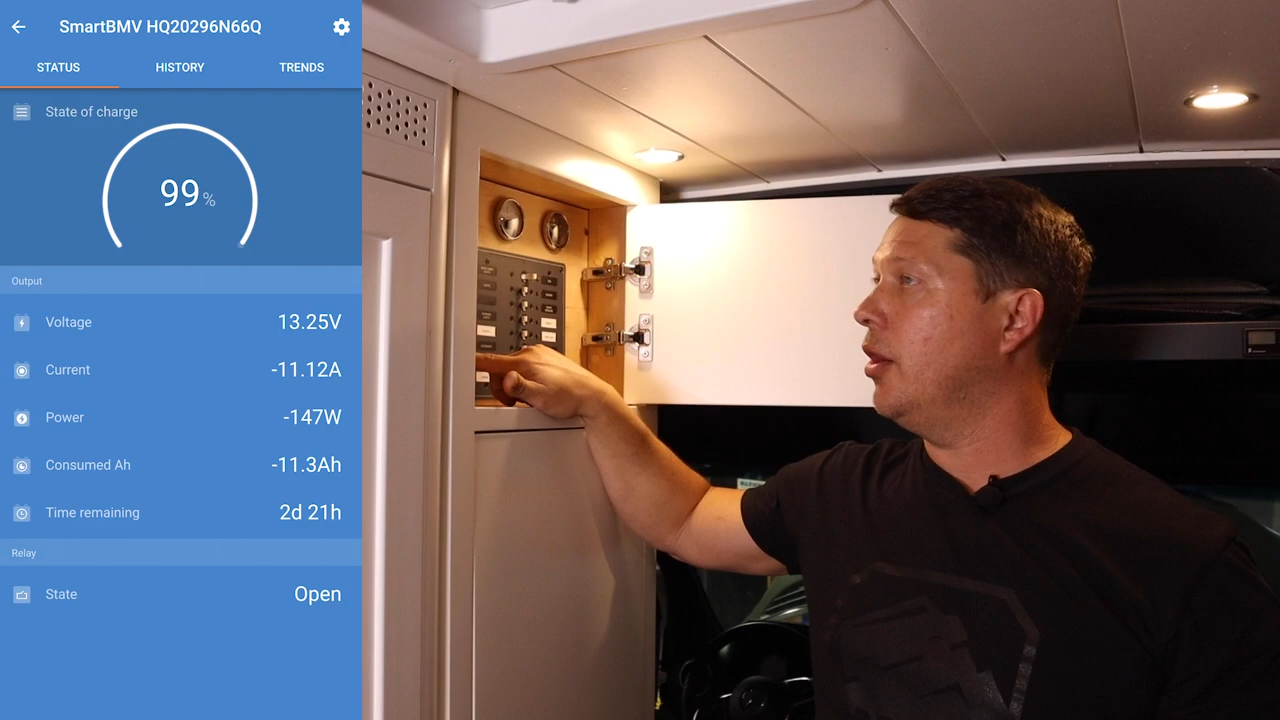 SmartBMV HQ20296N66Q
STATUS HISTORY TRENDS
State of charge
99%
Output
Voltage 13.25V
Current -11.12A
Power -147W
Consumed Ah -11.3Ah
Time remaining 2d 21h
Relay
State Open